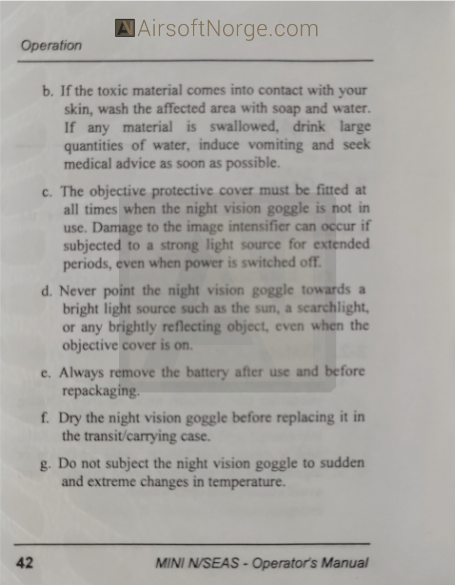 AirsoftNorge.com
Operation
b. If the toxic material comes into contact with your
skin, wash the affected area with soap and water.
If any material is swallowed, drink large
quantities of water, induce vomiting and seek
medical advice as soon as possible.
c. The objective protective cover must be fitted at
all times when the night vision goggle is not in
use. Damage to the image intensifier can occur if
subjected to a strong light source for extended
periods, even when power is switched off.
d. Never point the night vision goggle towards a
bright light source such as the sun, a searchlight,
or any brightly reflecting object, even when the
objective cover is on.
e. Always remove the battery after use and before
repackaging.
f. Dry the night vision goggle before replacing it in
the transit/carrying case.
g. Do not subject the night vision goggle to sudden
and extreme changes in temperature.
42 MINI N/SEAS - Operator's Manual